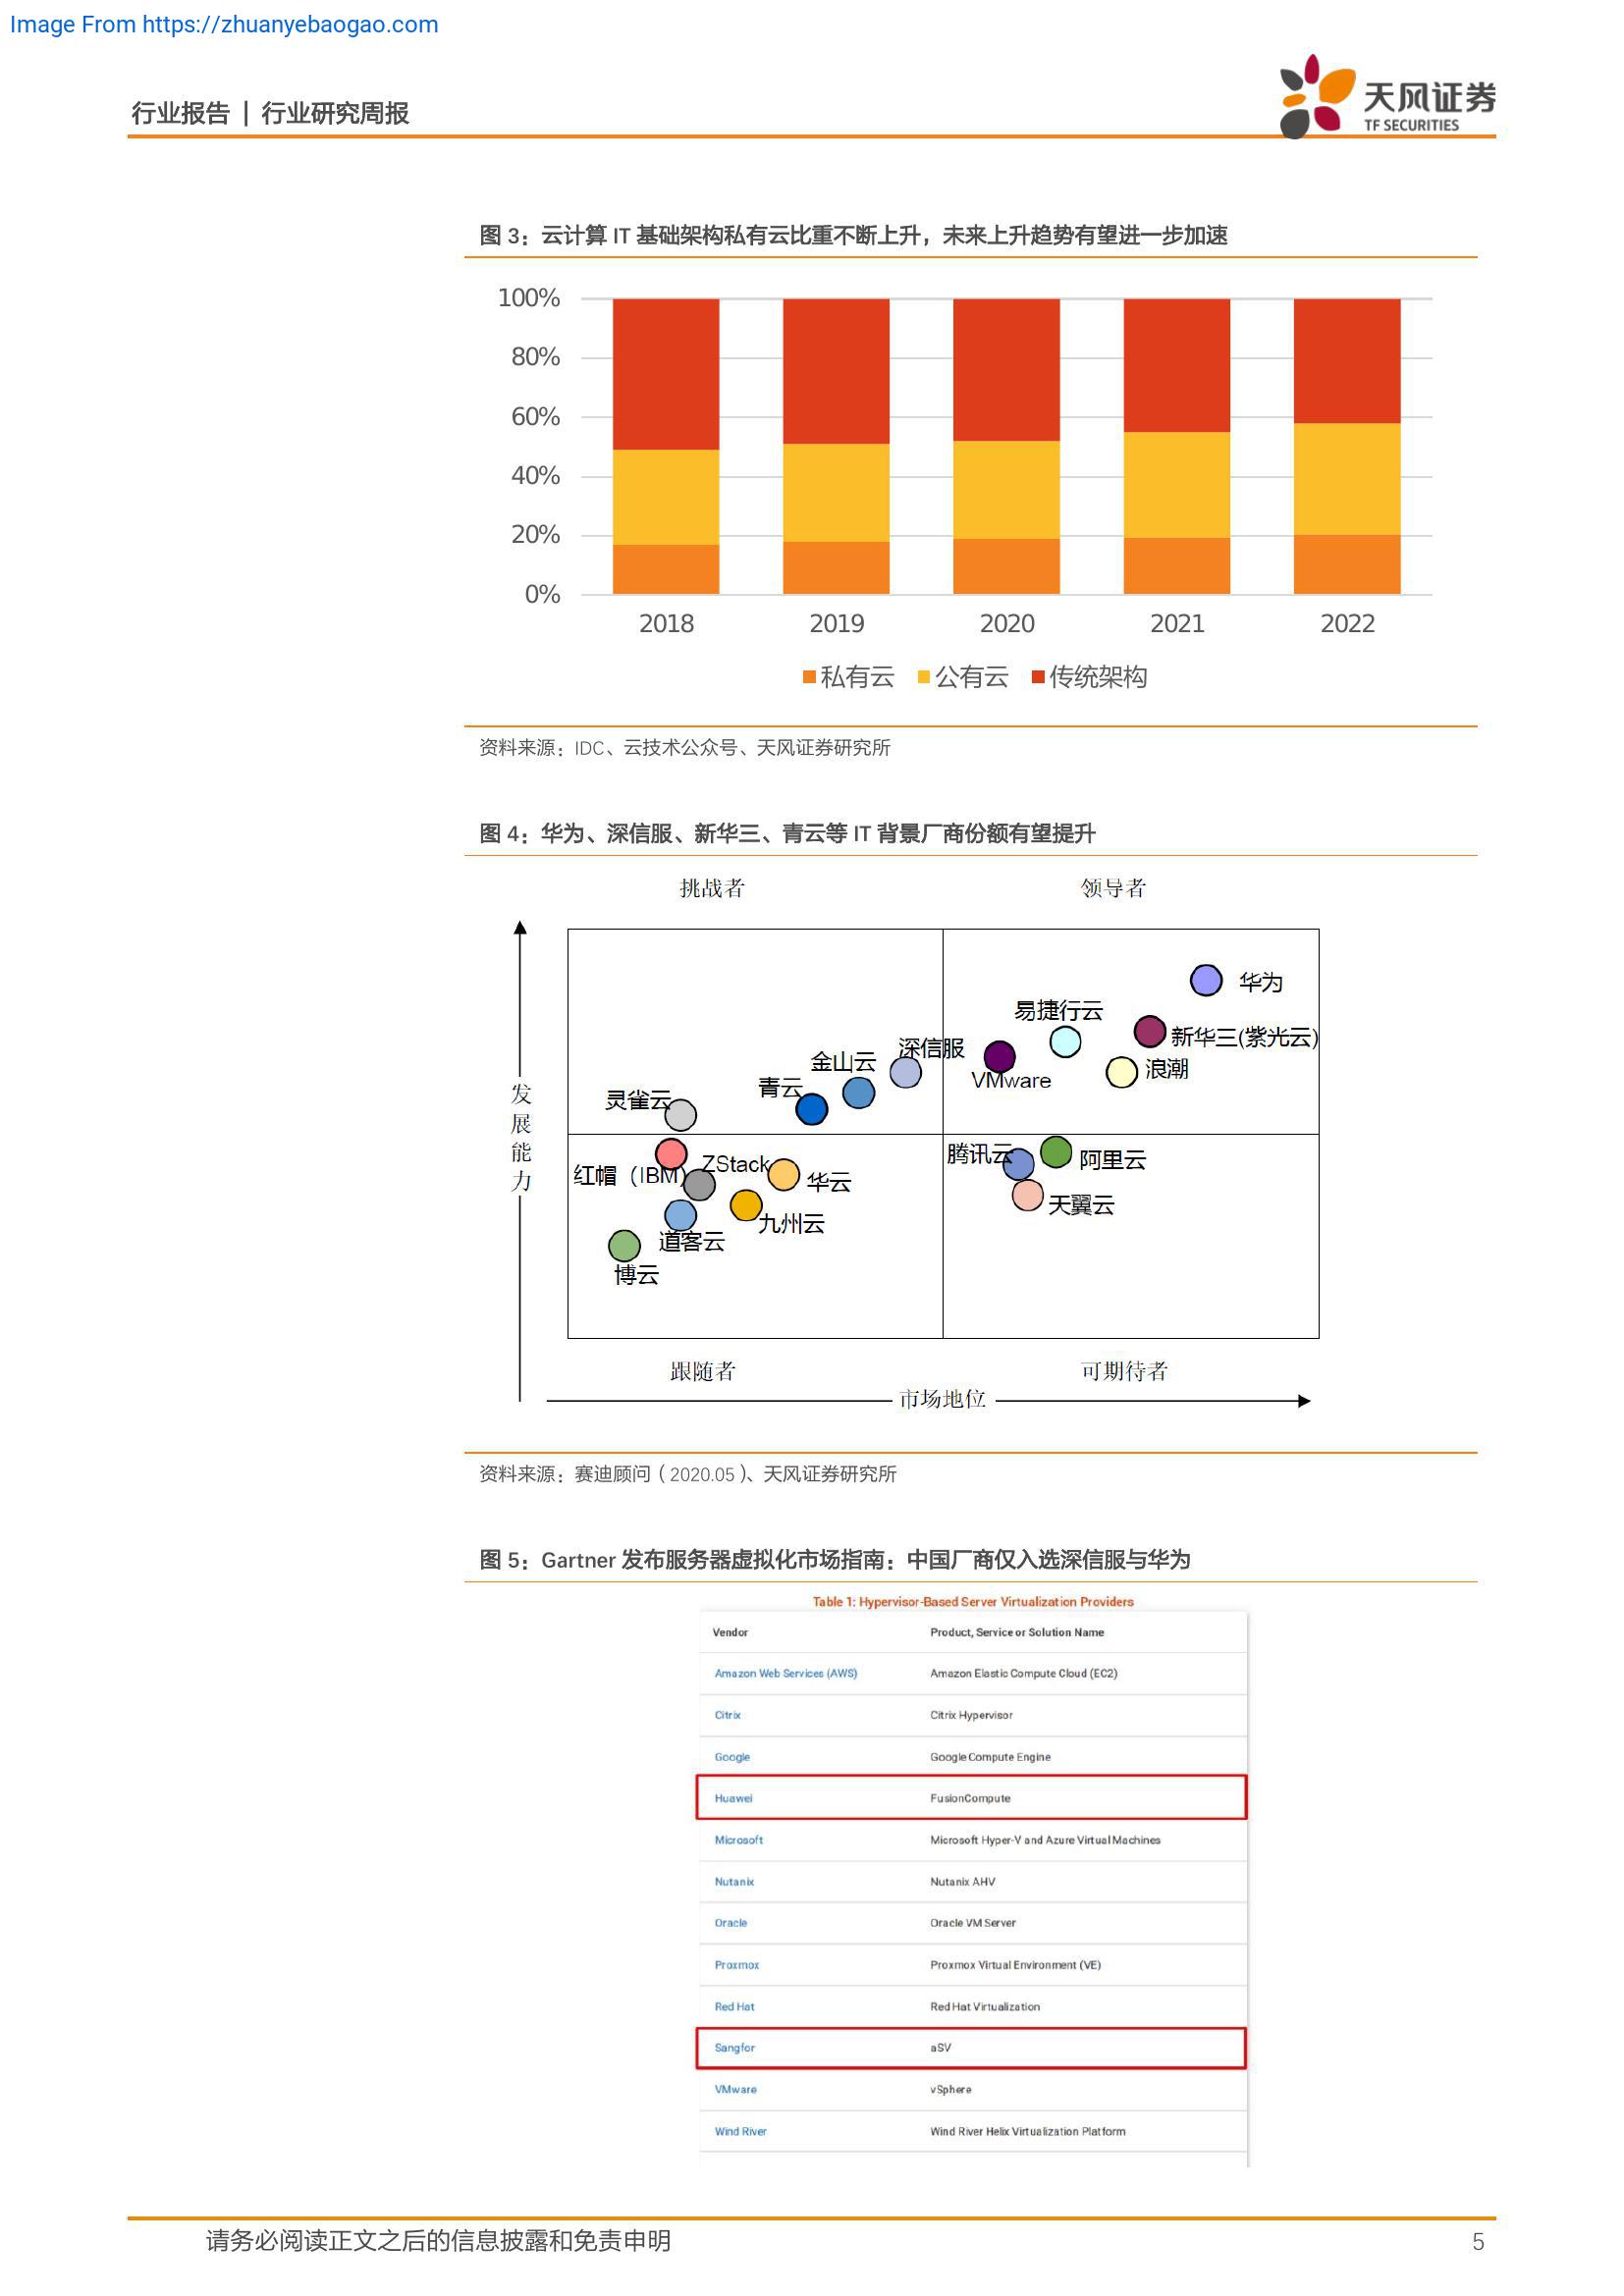 Image From https://zhuanyebaogao.com
行业报告 | 行业研究周报
天风证券
TF SECURITIES
图 3：云计算 IT 基础架构私有云比重不断上升，未来上升趋势有望进一步加速
100%
80%
60%
40%
20%
0%
2018 2019 2020 2021 2022
私有云 公有云 传统架构
资料来源：IDC、云技术公众号、天风证券研究所
图 4：华为、深信服、新华三、青云等 IT 背景厂商份额有望提升
挑战者 领导者
华为
易捷行云
新华三(紫光云)
深信服
金山云
VMware
浪潮
青云
灵雀云
发展能力
腾讯云
阿里云
红帽（IBM）
ZStack
华云
天翼云
九州云
道客云
博云
跟随者 可期待者
市场地位
资料来源：赛迪顾问（2020.05）、天风证券研究所
图 5：Gartner 发布服务器虚拟化市场指南：中国厂商仅入选深信服与华为
Table 1: Hypervisor-Based Server Virtualization Providers
Vendor Product, Service or Solution Name
Amazon Web Services (AWS) Amazon Elastic Compute Cloud (EC2)
Citrix Citrix Hypervisor
Google Google Compute Engine
Huawei FusionCompute
Microsoft Microsoft Hyper-V and Azure Virtual Machines
Nutanix Nutanix AHV
Oracle Oracle VM Server
Proxmox Proxmox Virtual Environment (VE)
Red Hat Red Hat Virtualization
Sangfor aSV
VMware vSphere
Wind River Wind River Helix Virtualization Platform
请务必阅读正文之后的信息披露和免责申明 5